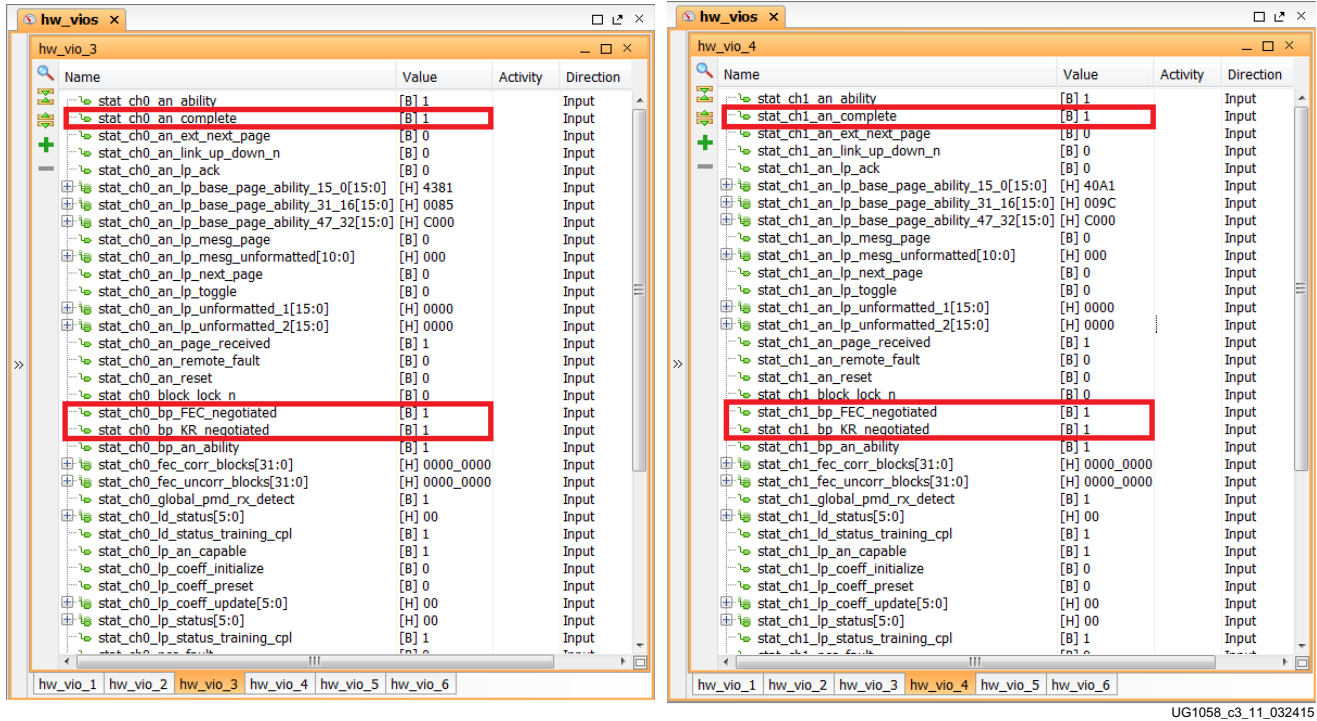 hw_vios ×
hw_vio_3
Name Value Activity Direction
stat_ch0_an_ability [B] 1 Input
stat_ch0_an_complete [B] 1 Input
stat_ch0_an_ext_next_page [B] 0 Input
stat_ch0_an_link_up_down_n [B] 0 Input
stat_ch0_an_lp_ack [B] 0 Input
stat_ch0_an_lp_base_page_ability_15_0[15:0] [H] 4381 Input
stat_ch0_an_lp_base_page_ability_31_16[15:0] [H] 0085 Input
stat_ch0_an_lp_base_page_ability_47_32[15:0] [H] C000 Input
stat_ch0_an_lp_mesg_page [B] 0 Input
stat_ch0_an_lp_mesg_unformatted[10:0] [H] 000 Input
stat_ch0_an_lp_next_page [B] 0 Input
stat_ch0_an_lp_toggle [B] 0 Input
stat_ch0_an_lp_unformatted_1[15:0] [H] 0000 Input
stat_ch0_an_lp_unformatted_2[15:0] [H] 0000 Input
stat_ch0_an_page_received [B] 1 Input
stat_ch0_an_remote_fault [B] 0 Input
stat_ch0_an_reset [B] 0 Input
stat_ch0_block_lock_n [B] 0 Input
stat_ch0_bp_FEC_negotiated [B] 1 Input
stat_ch0_bp_KR_negotiated [B] 1 Input
stat_ch0_bp_an_ability [B] 1 Input
stat_ch0_fec_corr_blocks[31:0] [H] 0000_0000 Input
stat_ch0_fec_uncorr_blocks[31:0] [H] 0000_0000 Input
stat_ch0_global_pmd_rx_detect [B] 1 Input
stat_ch0_ld_status[5:0] [H] 00 Input
stat_ch0_ld_status_training_cpl [B] 1 Input
stat_ch0_lp_an_capable [B] 1 Input
stat_ch0_lp_coeff_initialize [B] 0 Input
stat_ch0_lp_coeff_preset [B] 0 Input
stat_ch0_lp_coeff_update[5:0] [H] 00 Input
stat_ch0_lp_status[5:0] [H] 00 Input
stat_ch0_lp_status_training_cpl [B] 1 Input
hw_vio_1 hw_vio_2 hw_vio_3 hw_vio_4 hw_vio_5 hw_vio_6
hw_vios ×
hw_vio_4
Name Value Activity Direction
stat_ch1_an_ability [B] 1 Input
stat_ch1_an_complete [B] 1 Input
stat_ch1_an_ext_next_page [B] 0 Input
stat_ch1_an_link_up_down_n [B] 0 Input
stat_ch1_an_lp_ack [B] 0 Input
stat_ch1_an_lp_base_page_ability_15_0[15:0] [H] 40A1 Input
stat_ch1_an_lp_base_page_ability_31_16[15:0] [H] 009C Input
stat_ch1_an_lp_base_page_ability_47_32[15:0] [H] C000 Input
stat_ch1_an_lp_mesg_page [B] 0 Input
stat_ch1_an_lp_mesg_unformatted[10:0] [H] 000 Input
stat_ch1_an_lp_next_page [B] 0 Input
stat_ch1_an_lp_toggle [B] 0 Input
stat_ch1_an_lp_unformatted_1[15:0] [H] 0000 Input
stat_ch1_an_lp_unformatted_2[15:0] [H] 0000 Input
stat_ch1_an_page_received [B] 1 Input
stat_ch1_an_remote_fault [B] 0 Input
stat_ch1_an_reset [B] 0 Input
stat_ch1_block_lock_n [B] 0 Input
stat_ch1_bp_FEC_negotiated [B] 1 Input
stat_ch1_bp_KR_negotiated [B] 1 Input
stat_ch1_bp_an_ability [B] 1 Input
stat_ch1_fec_corr_blocks[31:0] [H] 0000_0000 Input
stat_ch1_fec_uncorr_blocks[31:0] [H] 0000_0000 Input
stat_ch1_global_pmd_rx_detect [B] 1 Input
stat_ch1_ld_status[5:0] [H] 00 Input
stat_ch1_ld_status_training_cpl [B] 1 Input
stat_ch1_lp_an_capable [B] 1 Input
stat_ch1_lp_coeff_initialize [B] 0 Input
stat_ch1_lp_coeff_preset [B] 0 Input
stat_ch1_lp_coeff_update[5:0] [H] 00 Input
stat_ch1_lp_status[5:0] [H] 00 Input
stat_ch1_lp_status_training_cpl [B] 1 Input
hw_vio_1 hw_vio_2 hw_vio_3 hw_vio_4 hw_vio_5 hw_vio_6
UG1058_c3_11_032415